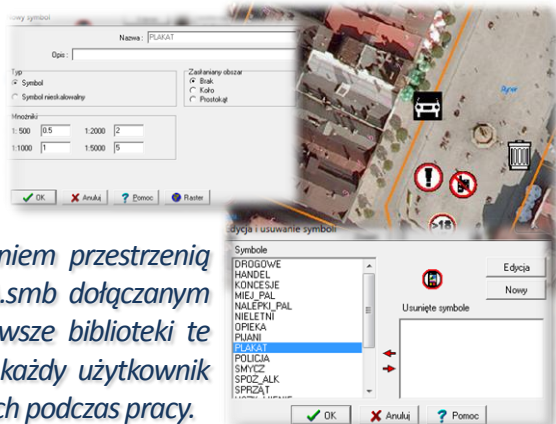 Nowy symbol
Nazwa: PLAKAT
Opis:
Typ
Symbol
Symbol nieskalowalny
Zasłaniany obszar
Brak
Koło
Prostokąt
Mnożniki
1: 500 0.5 1:2000 2
1:1000 1 1:5000 5
OK Anuluj ? Pomoc Raster
Rynek
>18
Edycja i usuwanie symboli
Symbole
DROGOWE
HANDEL
KONCESJE
MIEJ_PAL
NALEPKI_PAL
NIELETNI
OPIEKA
PIJANI
PLAKAT
POLICJA
SMYCZ
SPOZ_ALK
SPRZĄT
Edycja
Nowy
Usunięte symbole
OK Anuluj ? Pomoc
niem przestrzenią
.smb dołączanym
wsze biblioteki te
każdy użytkownik
ch podczas pracy.